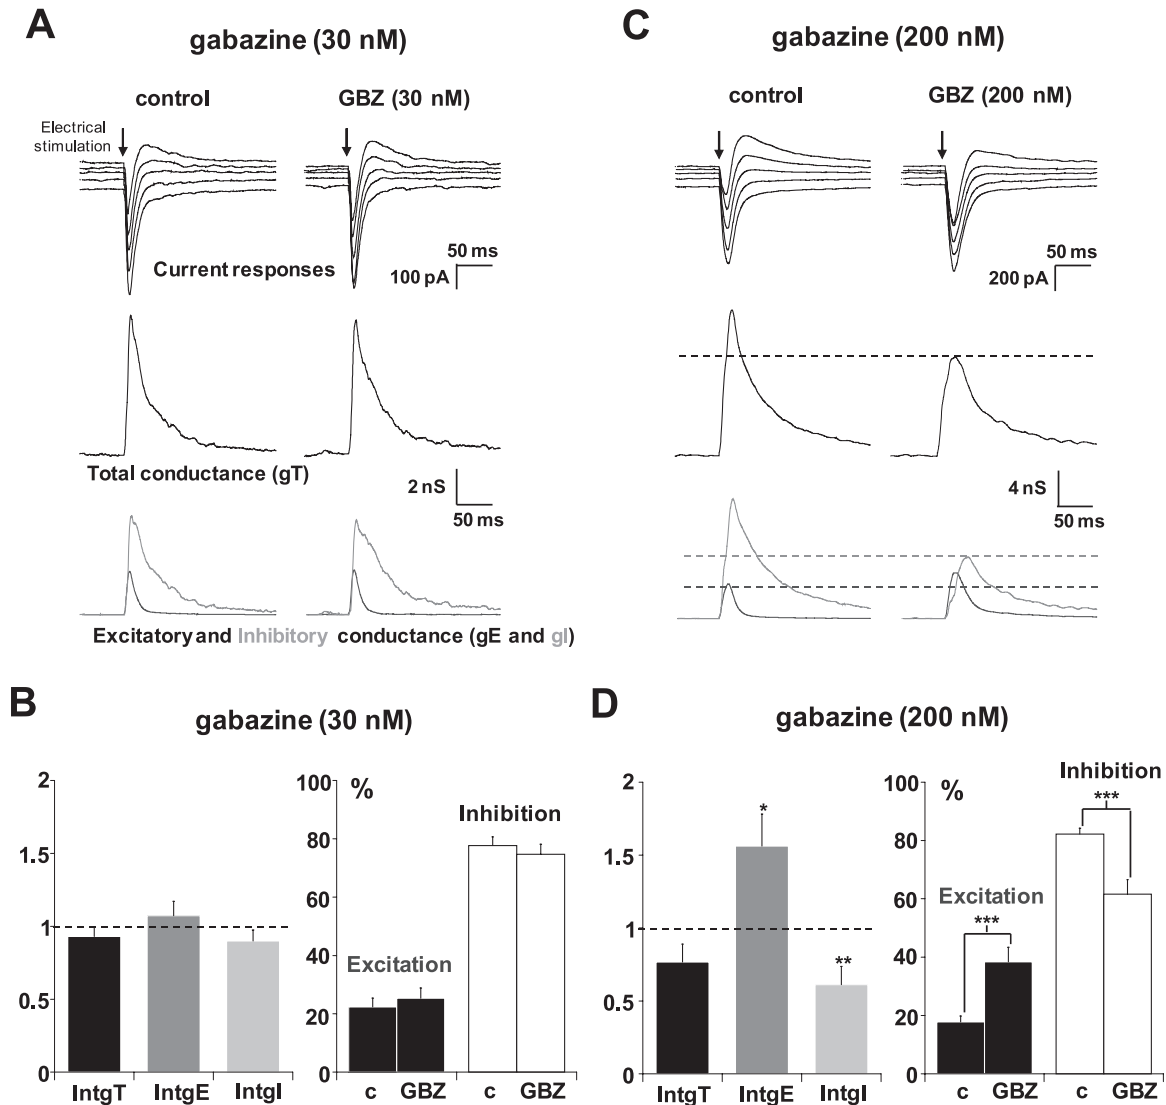 A
gabazine (30 nM)
control
GBZ (30 nM)
Electrical
stimulation
50 ms
Current responses
100 pA
Total conductance (gT)
2 nS
50 ms
Excitatory and Inhibitory conductance (gE and gI)
C
gabazine (200 nM)
control
GBZ (200 nM)
50 ms
200 pA
4 nS
50 ms
B
gabazine (30 nM)
2
1.5
1
0.5
0
IntgT
IntgE
IntgI
100
80
60
40
20
0
%
Inhibition
Excitation
c
GBZ
c
GBZ
D
gabazine (200 nM)
2
1.5
1
0.5
0
*
**
IntgT
IntgE
IntgI
100
80
60
40
20
0
%
Inhibition
***
Excitation
***
c
GBZ
c
GBZ